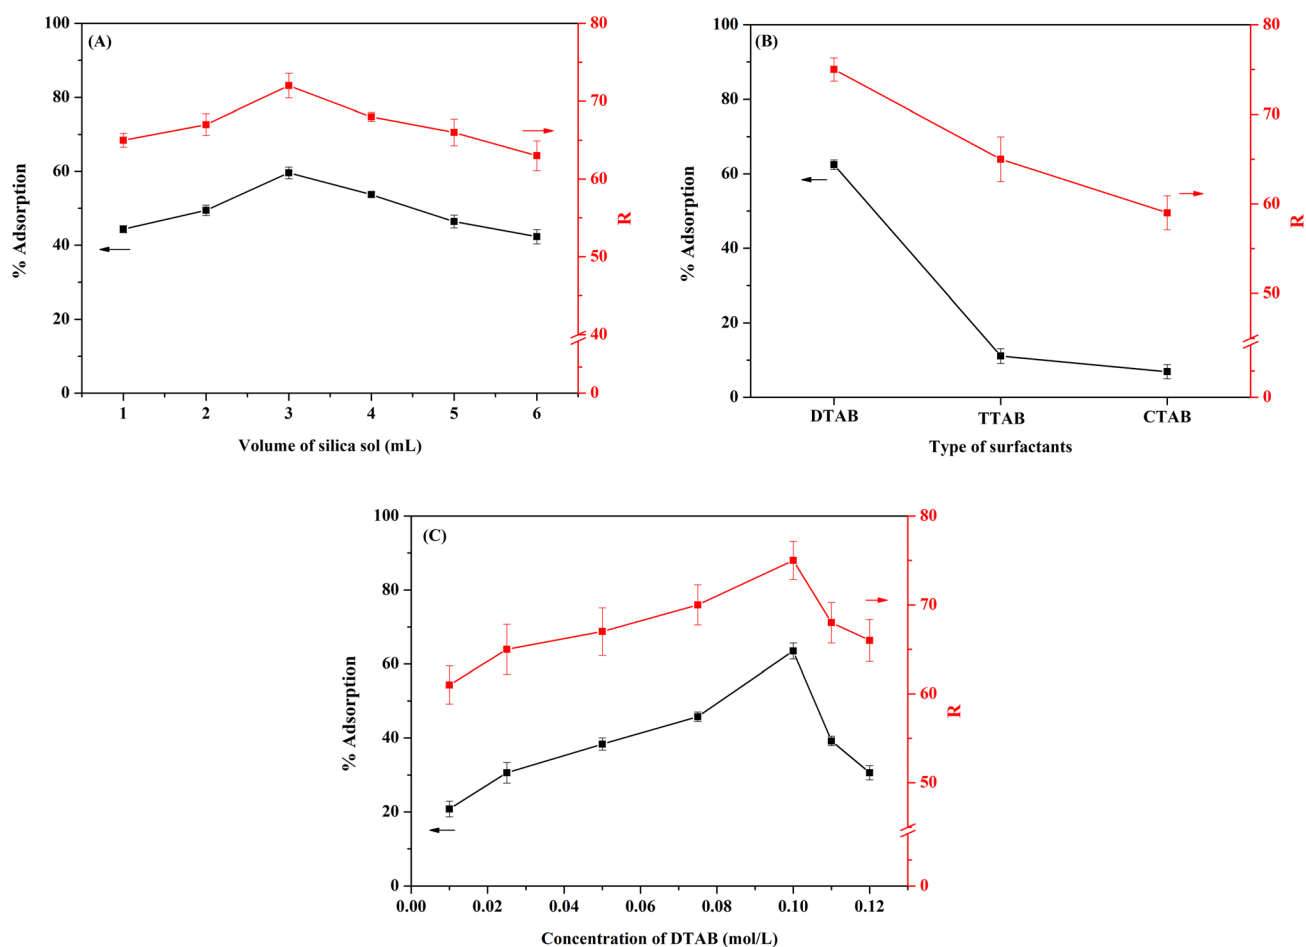 (A)
100
80
60
40
20
0
% Adsorption
80
70
60
50
40
0
R
1 2 3 4 5 6
Volume of silica sol (mL)
(B)
100
80
60
40
20
0
% Adsorption
80
70
60
50
0
R
DTAB TTAB CTAB
Type of surfactants
(C)
100
80
60
40
20
0
% Adsorption
80
70
60
50
0
R
0.00 0.02 0.04 0.06 0.08 0.10 0.12
Concentration of DTAB (mol/L)